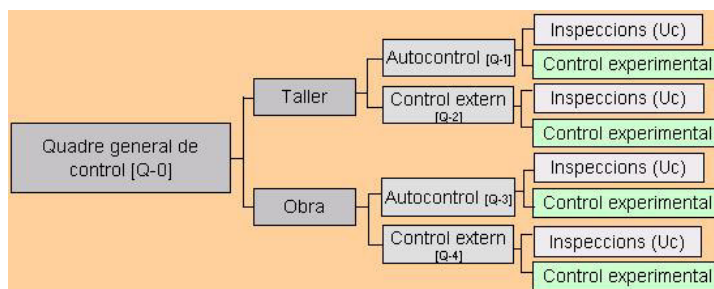 Quadre general de
control [Q-0]
Taller
Autocontrol [Q-1]
Inspeccions (Uc)
Control experimental
Control extern
[Q-2]
Inspeccions (Uc)
Control experimental
Obra
Autocontrol [Q-3]
Inspeccions (Uc)
Control experimental
Control extern
[Q-4]
Inspeccions (Uc)
Control experimental